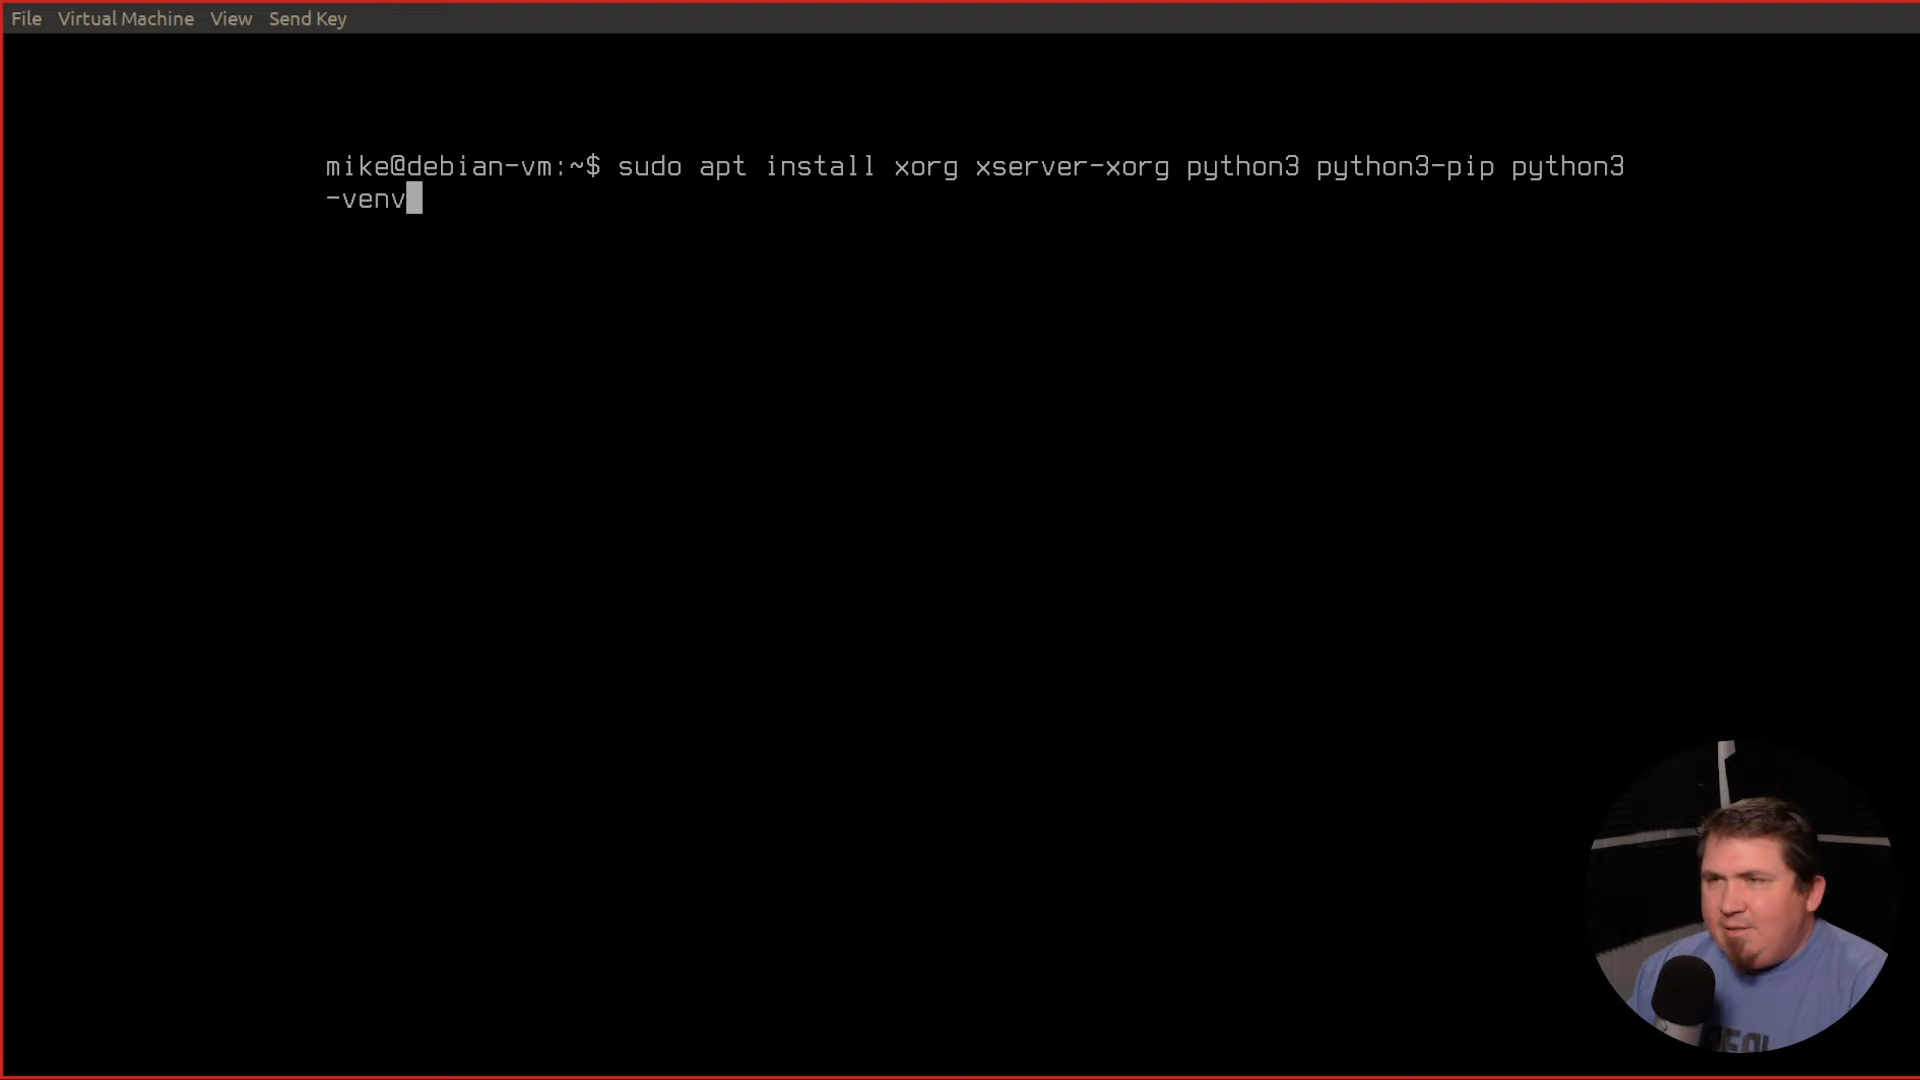 File Virtual Machine View Send Key
mike@debian-vm:~$ sudo apt install xorg xserver-xorg python3 python3-pip python3
-venv